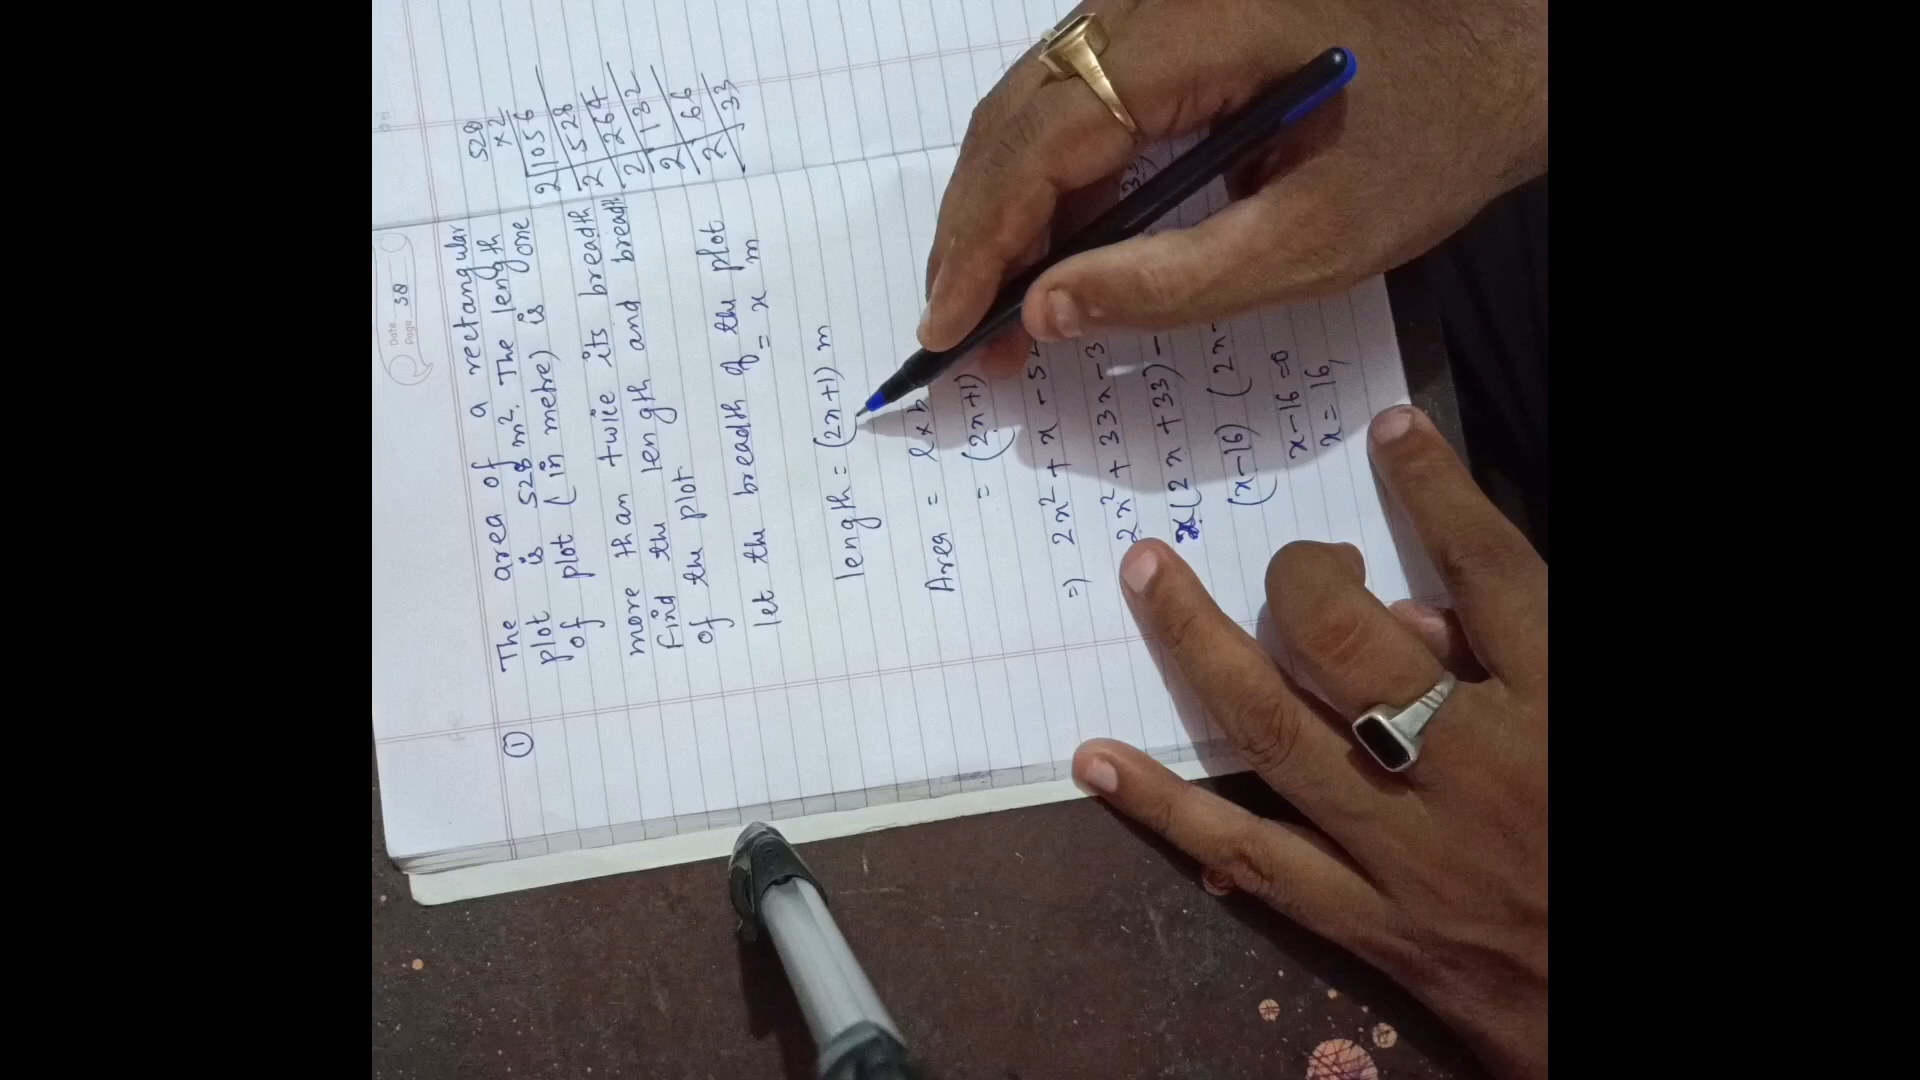 Date
Page 58
① The area of a rectangular
plot is 528 m². The length
of plot (in metre) is one
more than twice its breadth
Find the length and breadth
of the plot
let the breadth of the plot
= x m
length = (2x+1) m
Area = l x b
= (2x+1)
=) 2x² + x - 52
2x² + 33x - 3
x(2x+33) -
(x-16) (2x
x-16=0
x=16,
528
x2
2 1056
2 528
2 264
2 132
2 66
2 33